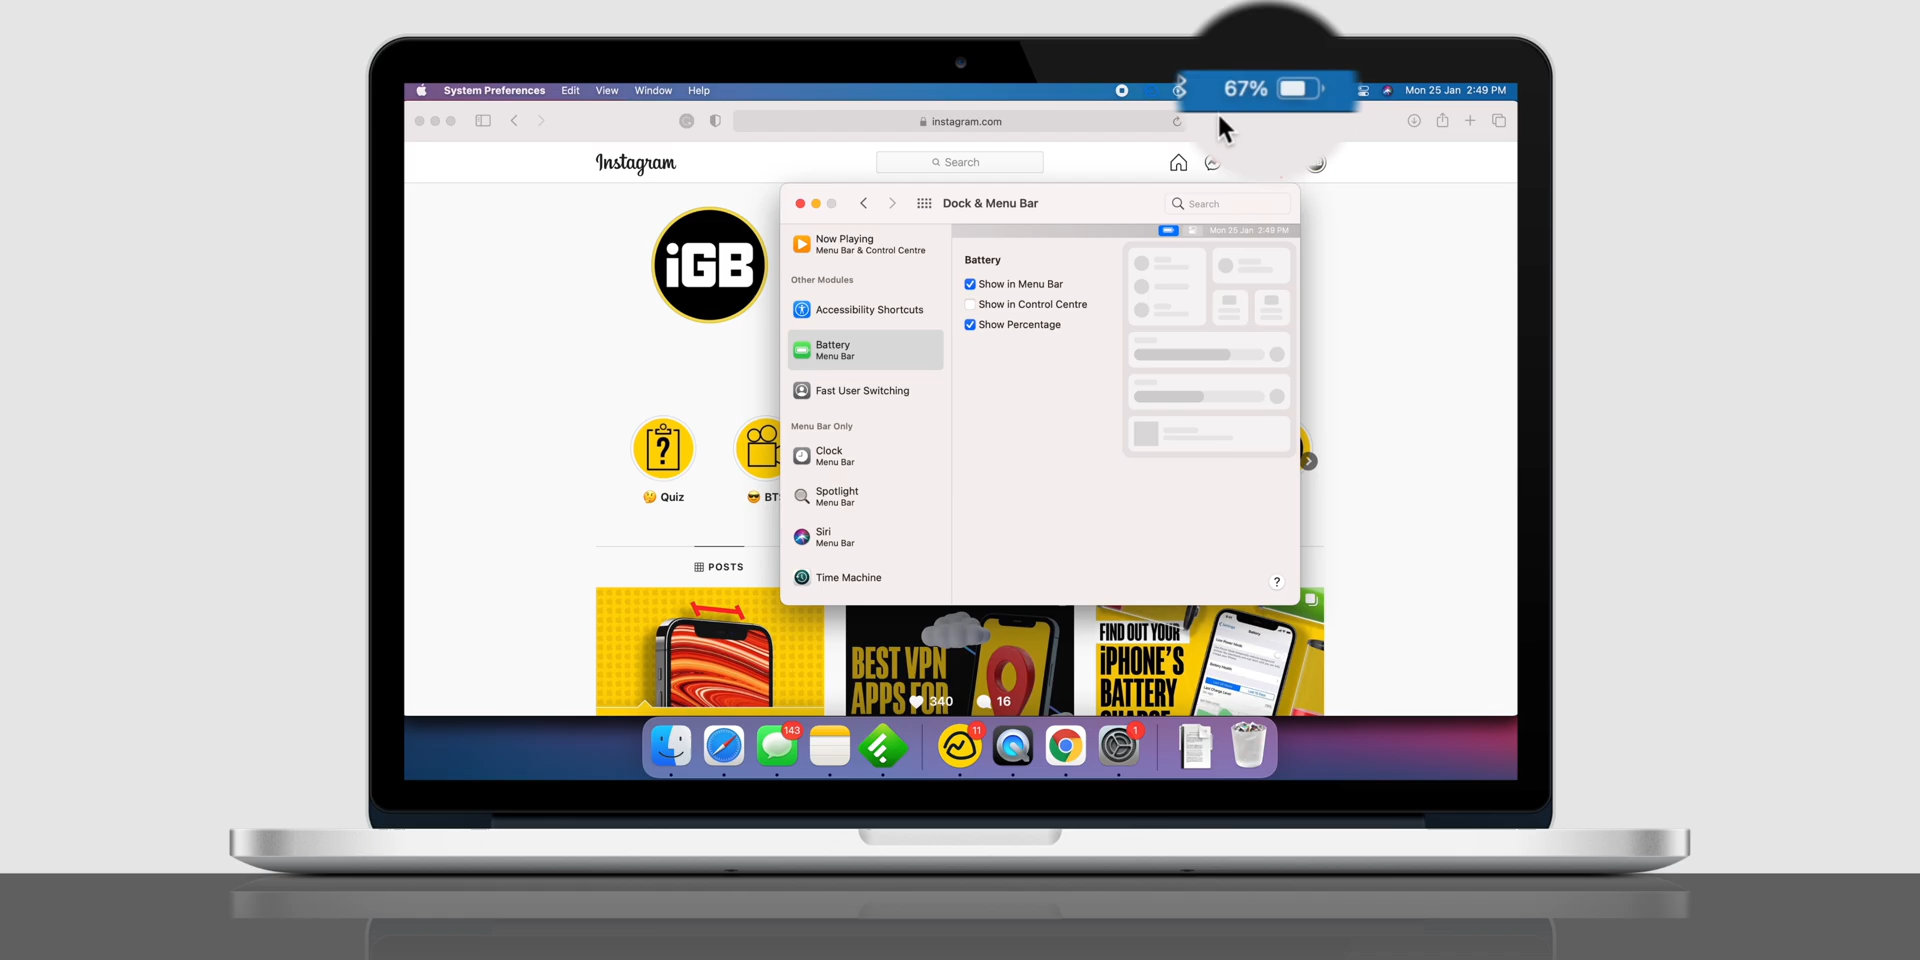 System Preferences Edit View Window Help
67%
Mon 25 Jan 2:49 PM
instagram.com
Instagram
Search
Dock & Menu Bar
Search
Mon 25 Jan 2:49 PM
iGB
Now Playing
Menu Bar & Control Centre
Other Modules
Accessibility Shortcuts
Battery
Menu Bar
Fast User Switching
Menu Bar Only
Clock
Menu Bar
Spotlight
Menu Bar
Siri
Menu Bar
Time Machine
Battery
Show in Menu Bar
Show in Control Centre
Show Percentage
?
?
Quiz
BTS
POSTS
BEST VPN
APPS FOR
340 16
FIND OUT YOUR
iPHONE'S
BATTERY
CHARGE
Battery
143
11
1